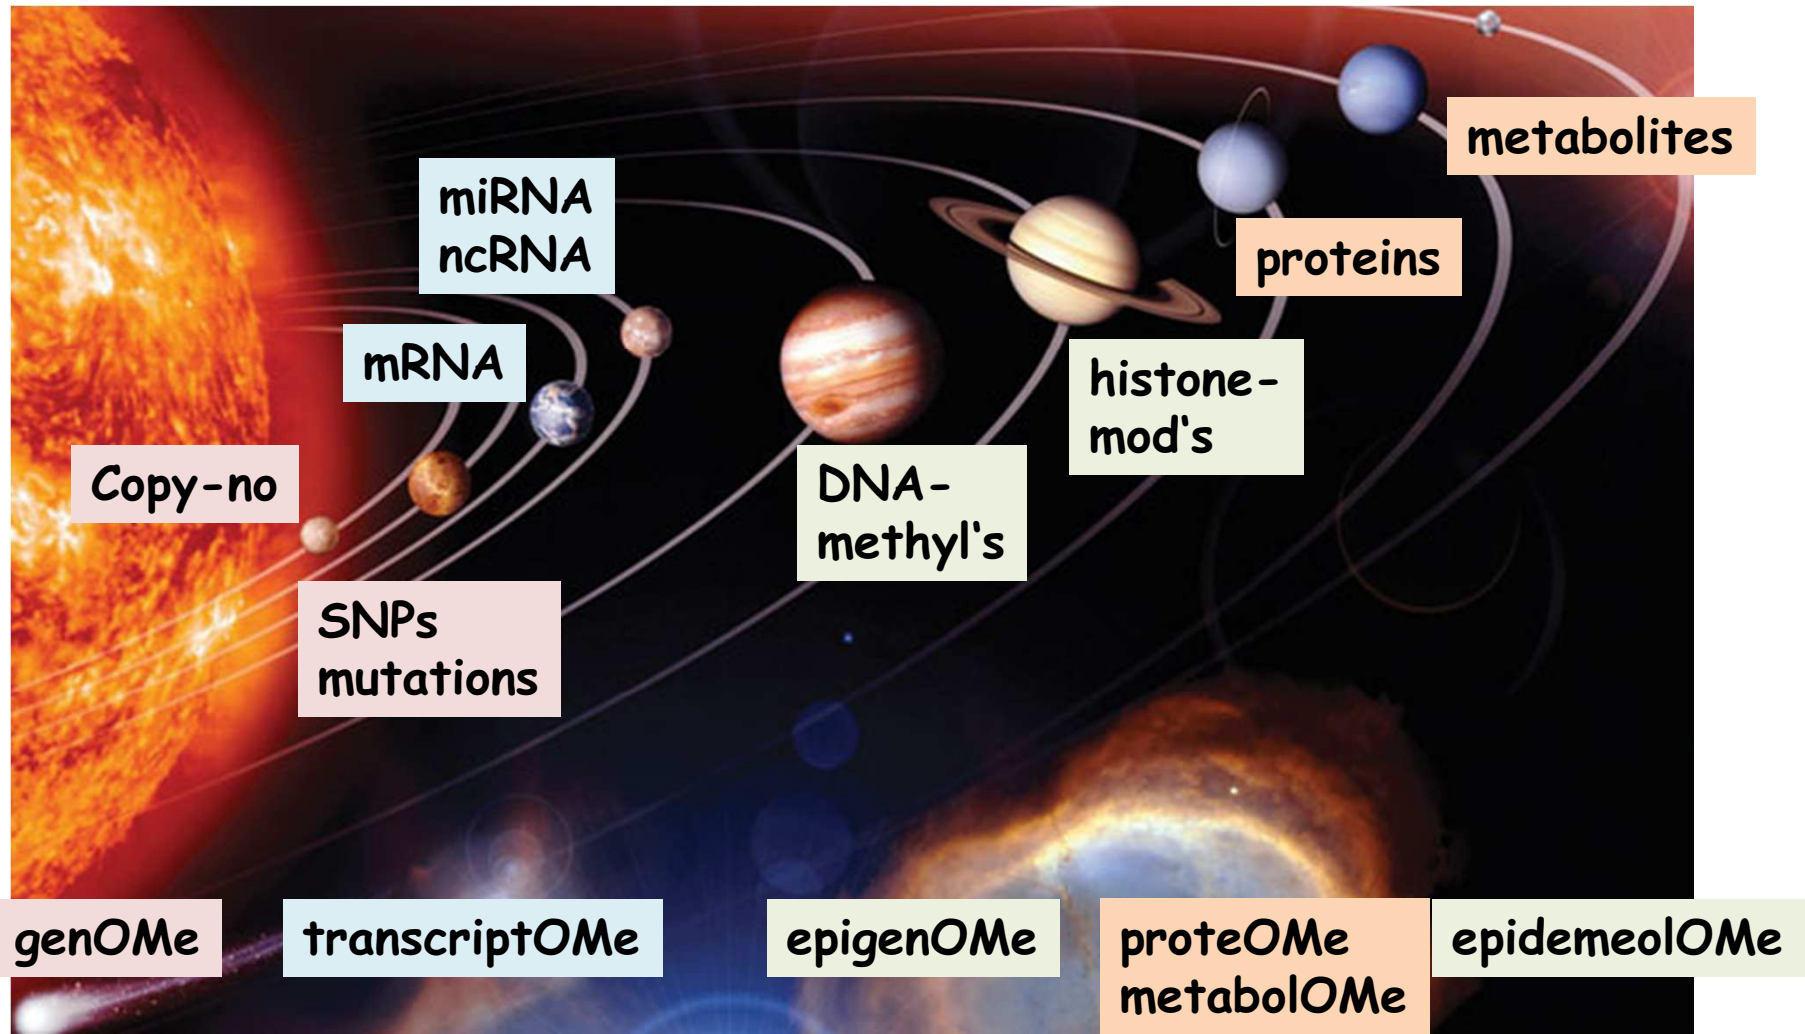 metabolites
miRNA
ncRNA
proteins
mRNA
histone-
mod's
Copy-no
DNA-
methyl's
SNPs
mutations
genOMe
transcriptOMe
epigenOMe
proteOMe
metabolOMe
epidemeolOMe